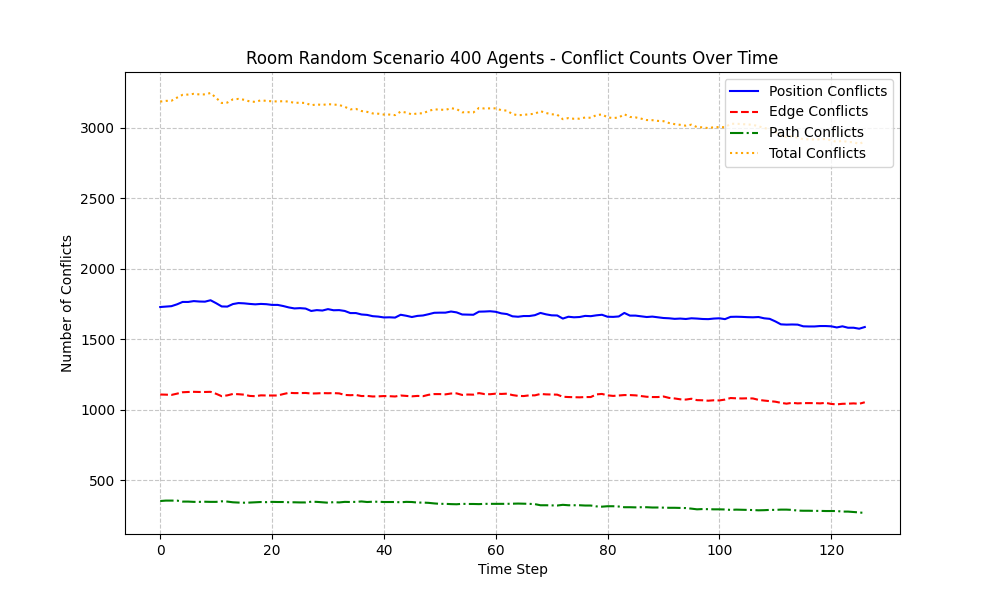 Room Random Scenario 400 Agents - Conflict Counts Over Time
Position Conflicts
Edge Conflicts
Path Conflicts
Total Conflicts
Number of Conflicts
3000
2500
2000
1500
1000
500
0
20
40
60
80
100
120
Time Step